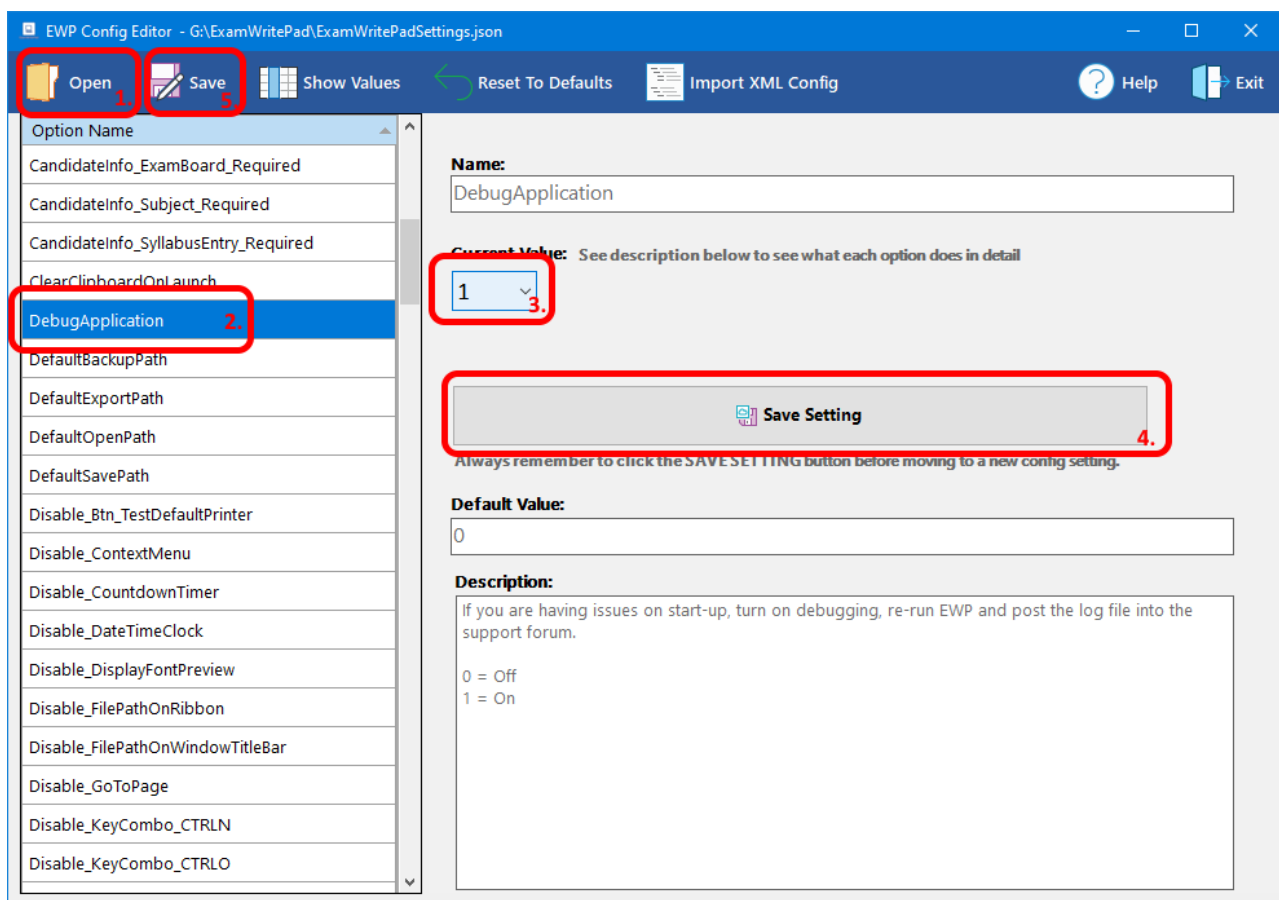 EWP Config Editor - G:\ExamWritePad\ExamWritePadSettings.json
Open 1. Save 5. Show Values Reset To Defaults Import XML Config ? Help Exit
Option Name
CandidateInfo_ExamBoard_Required
CandidateInfo_Subject_Required
CandidateInfo_SyllabusEntry_Required
ClearClipboardOnLaunch
DebugApplication 2.
DefaultBackupPath
DefaultExportPath
DefaultOpenPath
DefaultSavePath
Disable_Btn_TestDefaultPrinter
Disable_ContextMenu
Disable_CountdownTimer
Disable_DateTimeClock
Disable_DisplayFontPreview
Disable_FilePathOnRibbon
Disable_FilePathOnWindowTitleBar
Disable_GoToPage
Disable_KeyCombo_CTRLN
Disable_KeyCombo_CTRLO
Name:
DebugApplication
Current Value: See description below to see what each option does in detail
1 3.
Save Setting
4.
Always remember to click the SAVE SETTING button before moving to a new config setting.
Default Value:
0
Description:
If you are having issues on start-up, turn on debugging, re-run EWP and post the log file into the
support forum.
0 = Off
1 = On